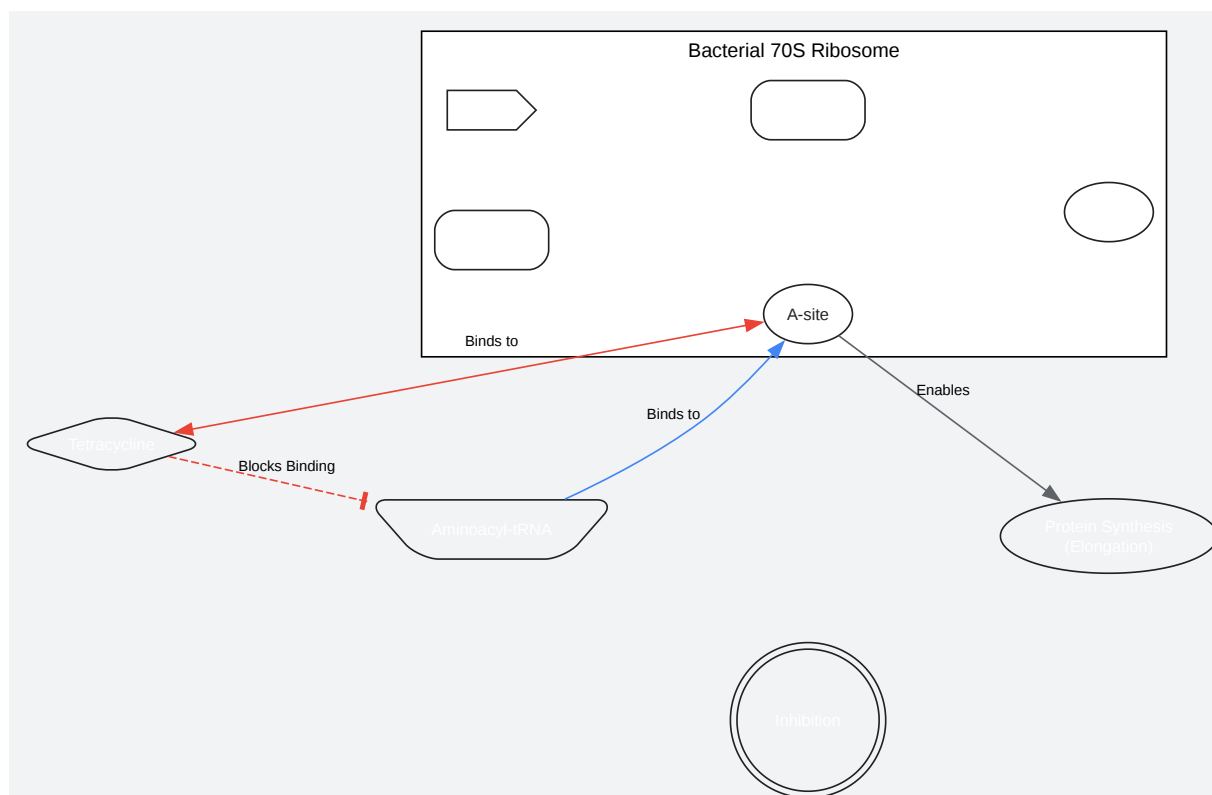 Bacterial 70S Ribosome
A-site
Binds to
Enables
Binds to
Tetracycline
Blocks Binding
Aminoacyl-tRNA
Protein Synthesis
(Elongation)
Inhibition